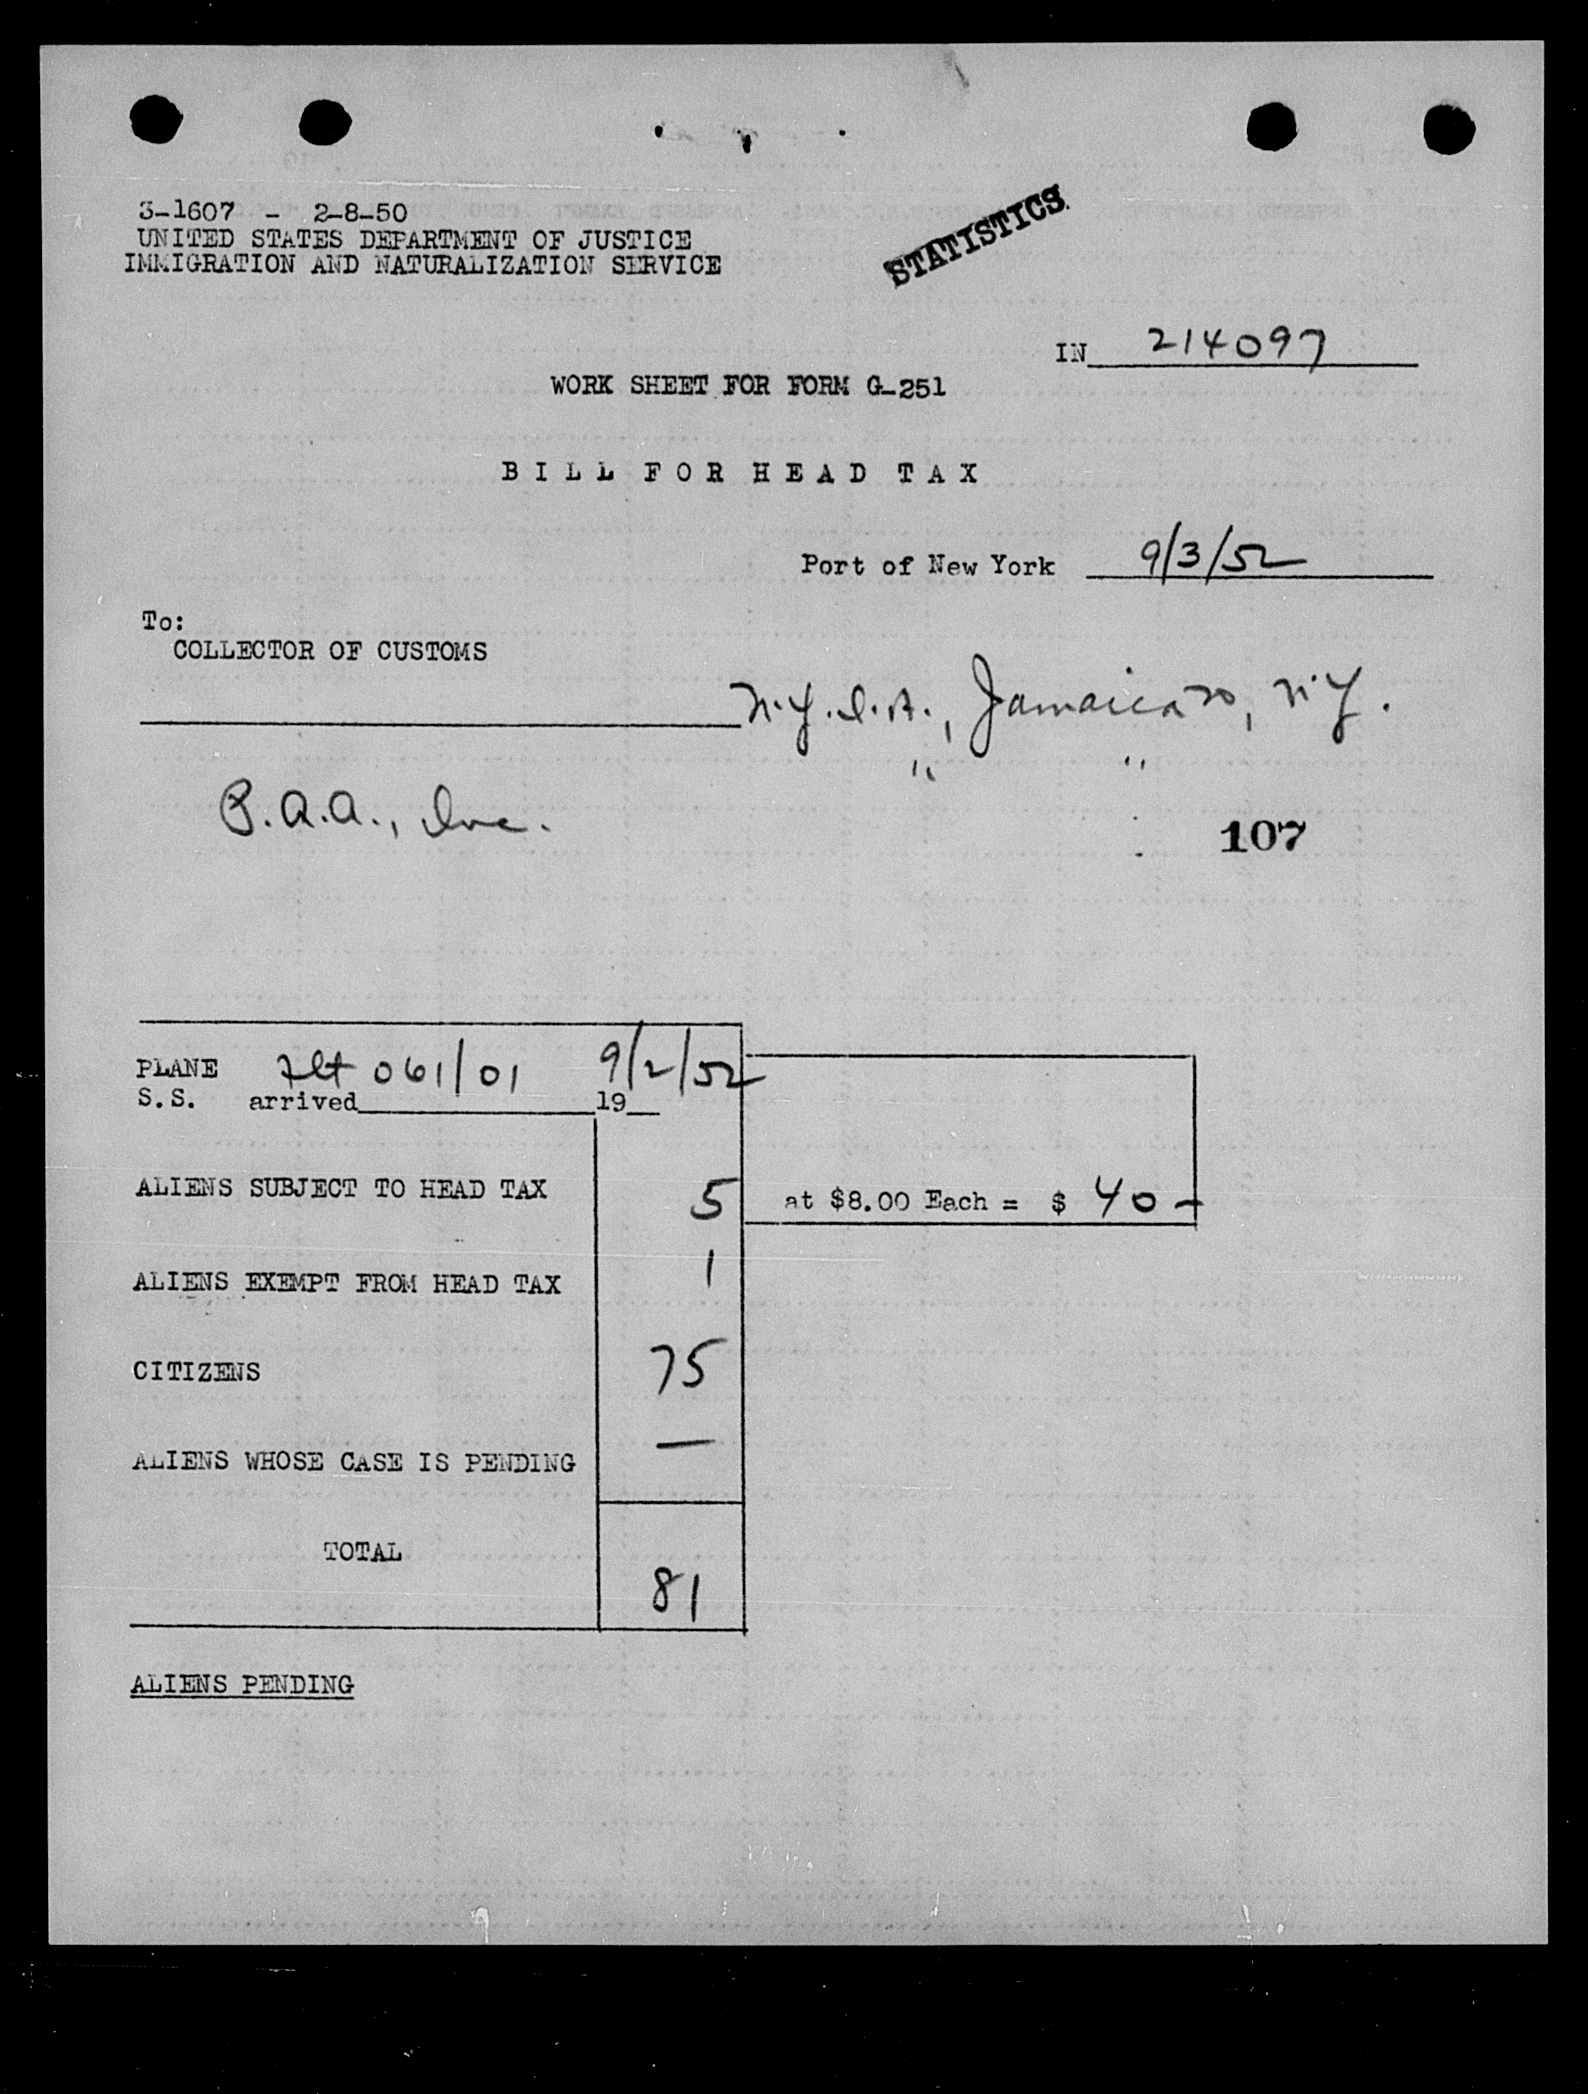 3-1607 - 2-8-50
UNITED STATES DEPARTMENT OF JUSTICE
IMMIGRATION AND NATURALIZATION SERVICE
STATISTICS
IN 214097
WORK SHEET FOR FORM G-251
BILL FOR HEAD TAX
Port of New York 9/3/52
To:
COLLECTOR OF CUSTOMS
N.Y.I.A., Jamaica 30, N.Y.
" "
P.A.A., Inc.
107
PLANE Flt 061/01 9/2/52
S.S. arrived 19
ALIENS SUBJECT TO HEAD TAX 5 at $8.00 Each = $ 40 -
ALIENS EXEMPT FROM HEAD TAX 1
CITIZENS 75
ALIENS WHOSE CASE IS PENDING —
TOTAL 81
ALIENS PENDING